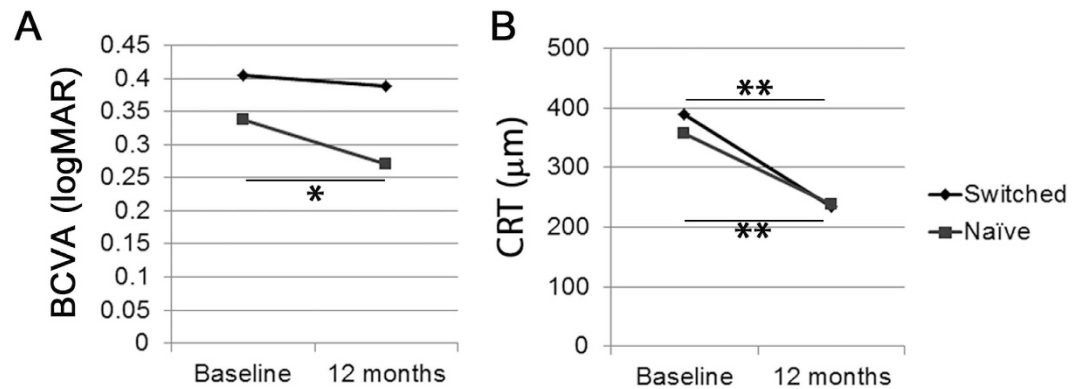 A
BCVA (logMAR)
0.45
0.4
0.35
0.3
0.25
0.2
0.15
0.1
0.05
0
*
Baseline 12 months
B
CRT (μm)
500
400
300
200
100
0
**
**
Baseline 12 months
Switched
Naïve